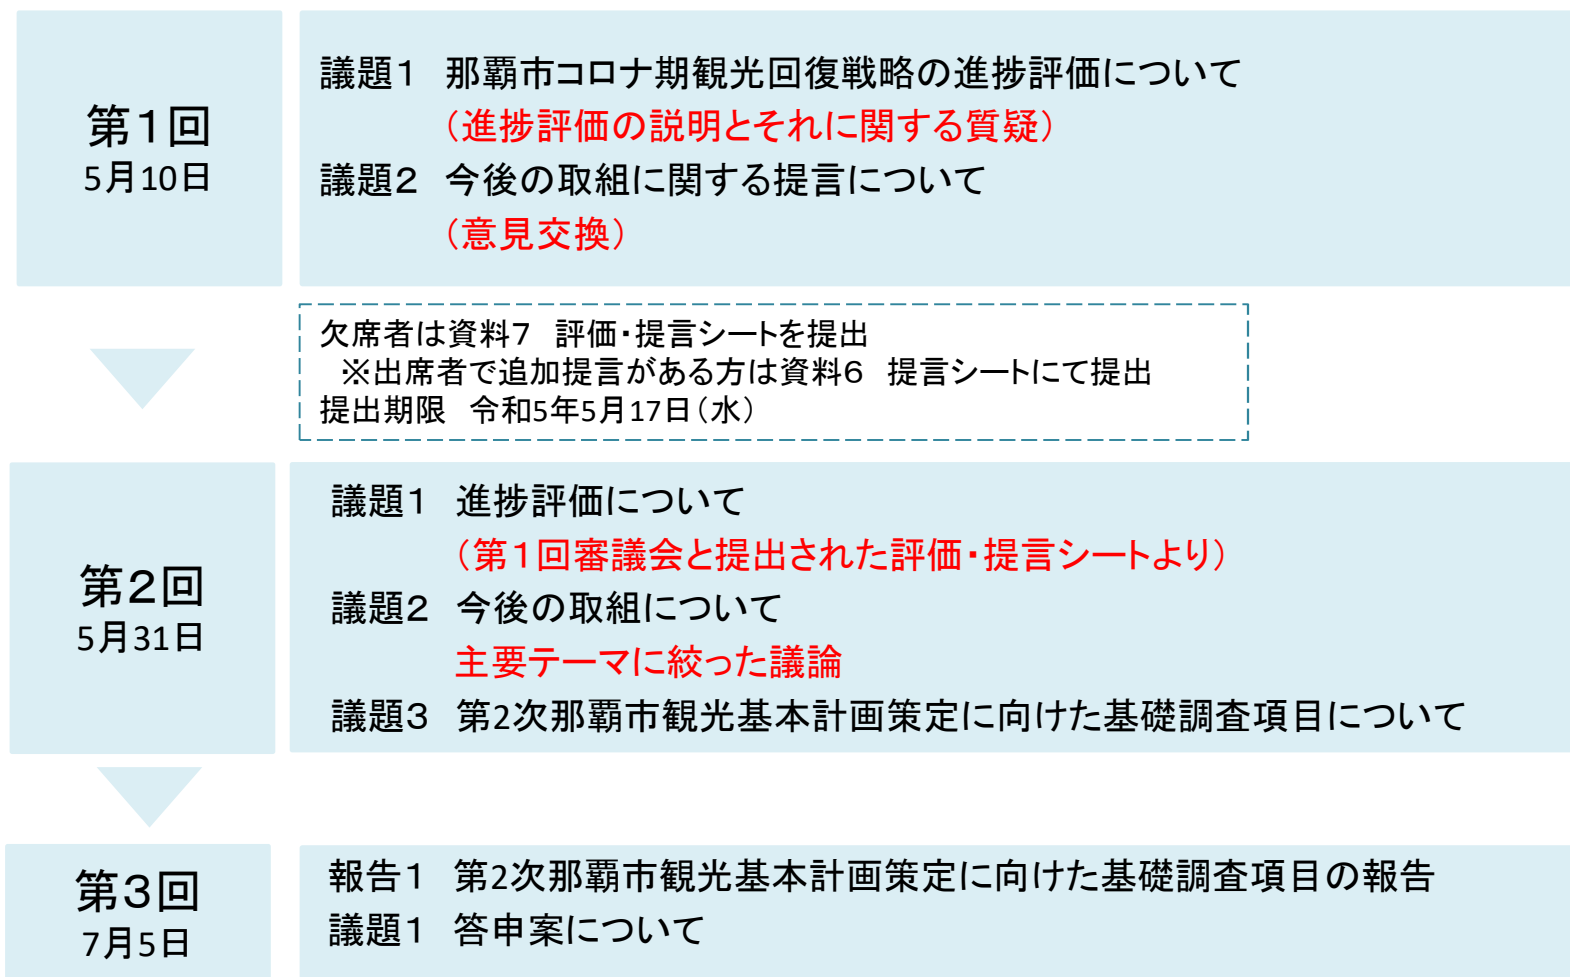 第１回
5月10日
議題１　那覇市コロナ期観光回復戦略の進捗評価について
（進捗評価の説明とそれに関する質疑）
議題２　今後の取組に関する提言について
（意見交換）
欠席者は資料７　評価・提言シートを提出
※出席者で追加提言がある方は資料６　提言シートにて提出
提出期限　令和5年5月17日（水）
第２回
5月31日
議題１　進捗評価について
（第１回審議会と提出された評価・提言シートより）
議題２　今後の取組について
主要テーマに絞った議論
議題３　第2次那覇市観光基本計画策定に向けた基礎調査項目について
第３回
7月5日
報告１　第2次那覇市観光基本計画策定に向けた基礎調査項目の報告
議題１　答申案について